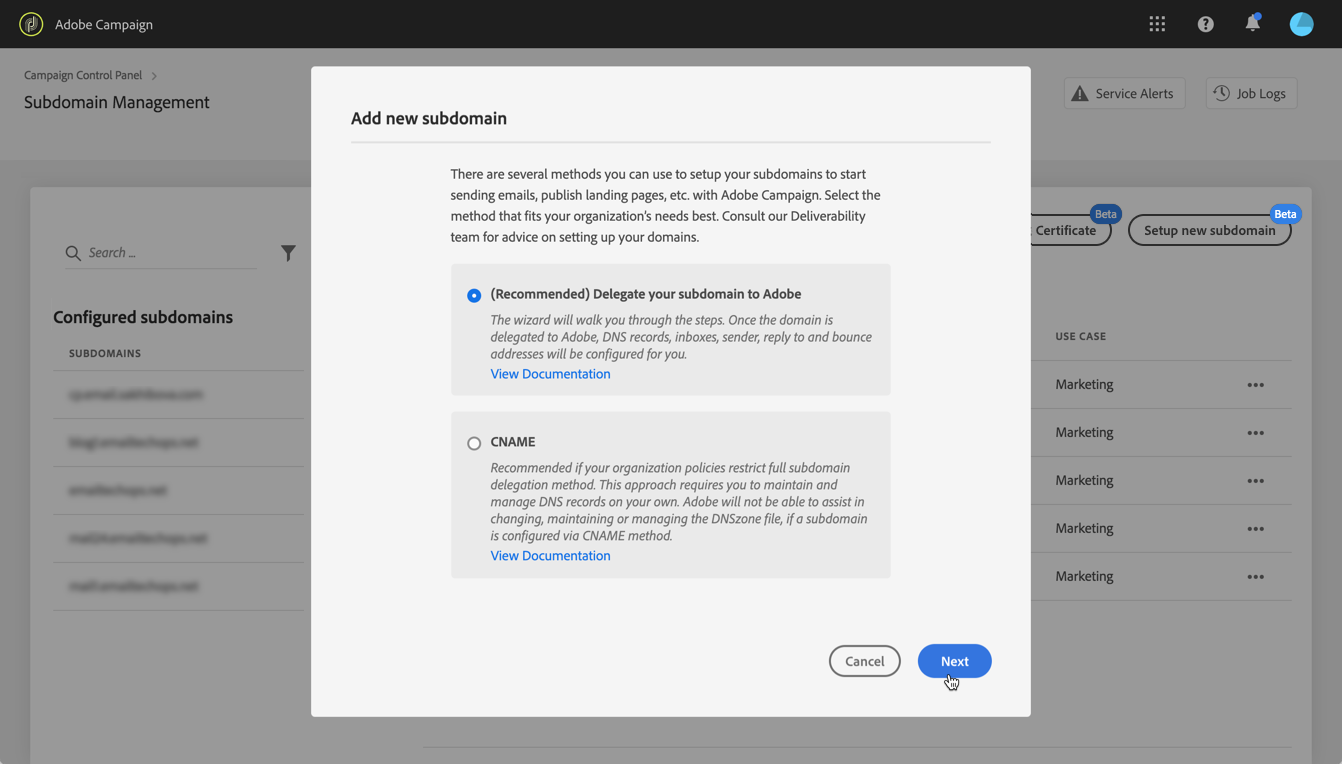 Adobe Campaign
Campaign Control Panel
Subdomain Management
Service Alerts
Job Logs
Add new subdomain
There are several methods you can use to setup your subdomains to start
sending emails, publish landing pages, etc. with Adobe Campaign. Select the
method that fits your organization's needs best. Consult our Deliverability
team for advice on setting up your domains.
(Recommended) Delegate your subdomain to Adobe
The wizard will walk you through the steps. Once the domain is
delegated to Adobe, DNS records, inboxes, sender, reply to and bounce
addresses will be configured for you.
View Documentation
CNAME
Recommended if your organization policies restrict full subdomain
delegation method. This approach requires you to maintain and
manage DNS records on your own. Adobe will not be able to assist in
changing, maintaining or managing the DNSzone file, if a subdomain
is configured via CNAME method.
View Documentation
Cancel
Next
Search ...
Configured subdomains
SUBDOMAINS
Beta
Certificate
Beta
Setup new subdomain
USE CASE
Marketing
Marketing
Marketing
Marketing
Marketing